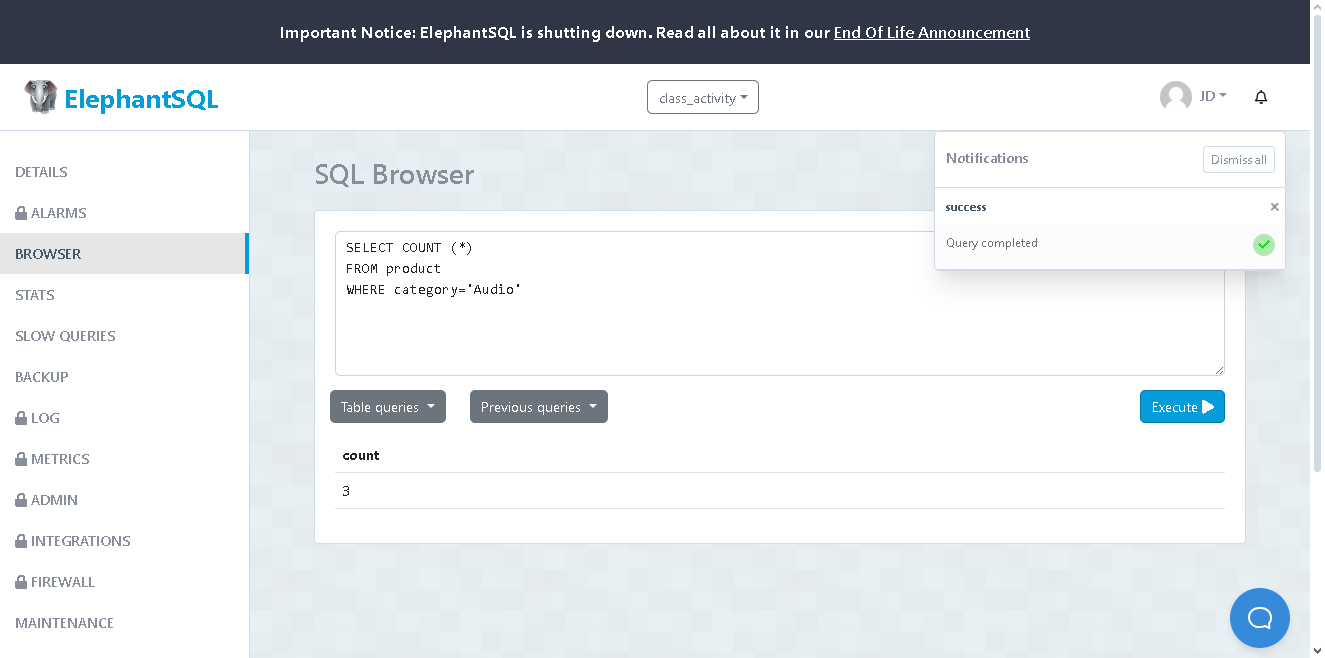 Important Notice: ElephantSQL is shutting down. Read all about it in our End Of Life Announcement
ElephantSQL
class_activity
JD
DETAILS
ALARMS
BROWSER
STATS
SLOW QUERIES
BACKUP
LOG
METRICS
ADMIN
INTEGRATIONS
FIREWALL
MAINTENANCE
SQL Browser
Notifications
Dismiss all
success
×
Query completed
SELECT COUNT (*)
FROM product
WHERE category='Audio'
Table queries
Previous queries
Execute
count
3